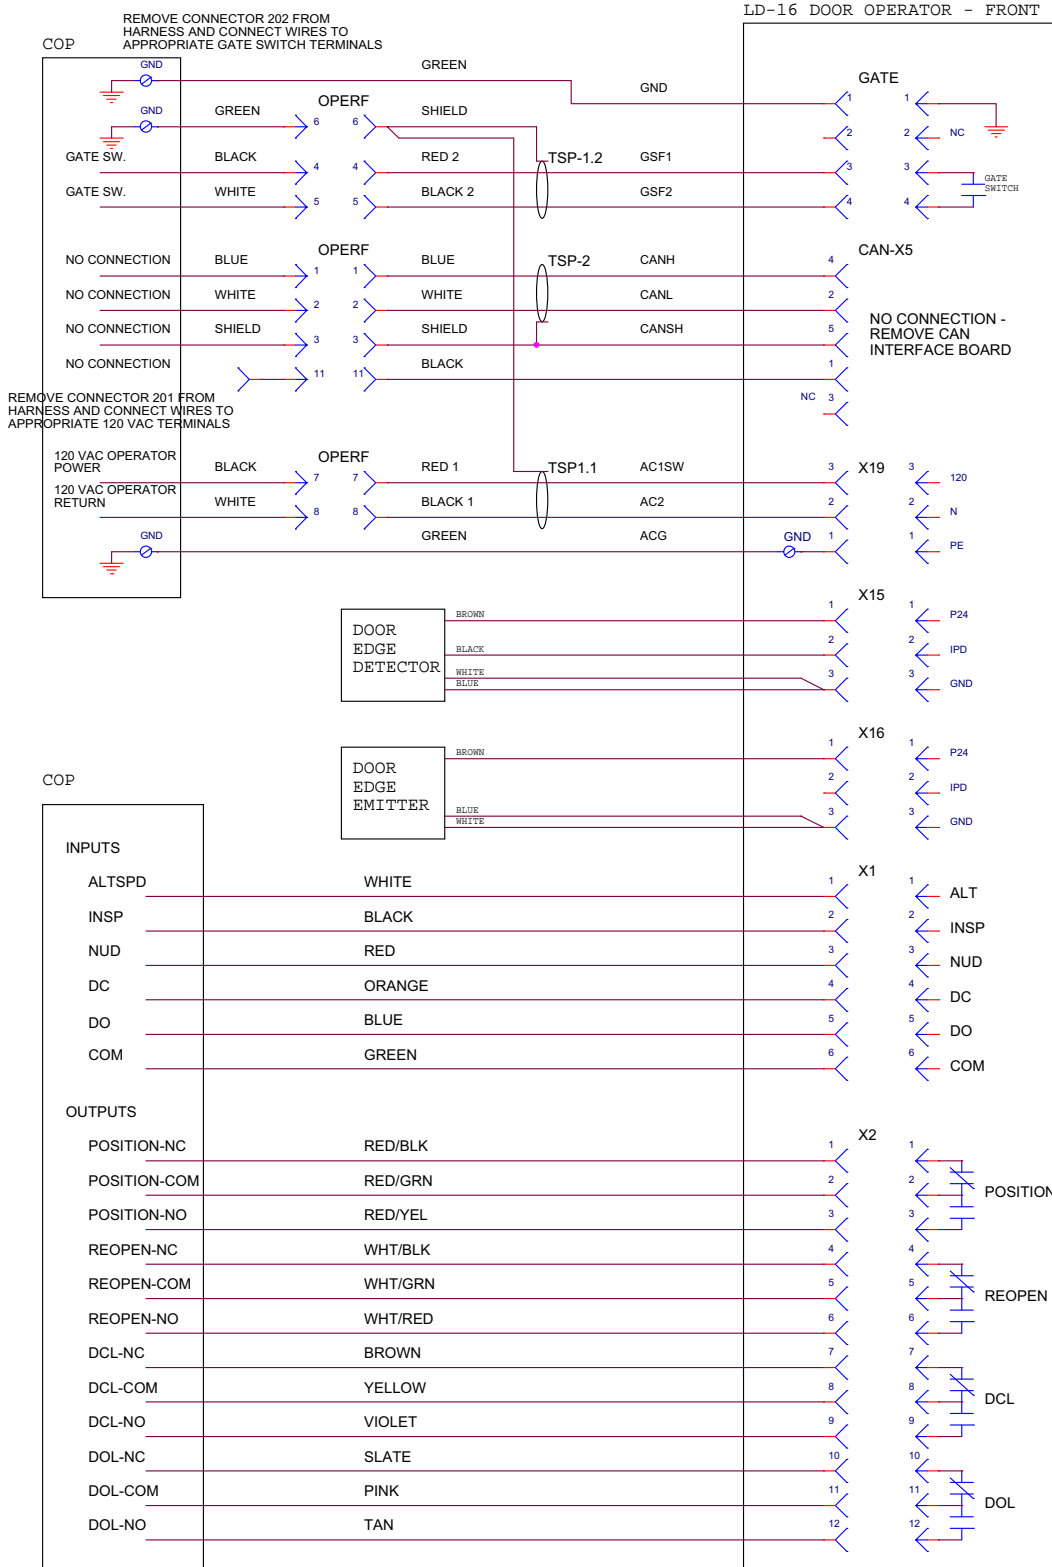 LD-16 DOOR OPERATOR - FRONT
REMOVE CONNECTOR 202 FROM
HARNESS AND CONNECT WIRES TO
APPROPRIATE GATE SWITCH TERMINALS
COP
GND GREEN GND GATE 1 1
GND GREEN OPERF 6 6 SHIELD 2 2 NC
GATE SW. BLACK 4 4 RED 2 TSP-1.2 GSF1 3 3 GATE
SWITCH
GATE SW. WHITE 5 5 BLACK 2 GSF2 4 4
OPERF CAN-X5
NO CONNECTION BLUE 1 1 BLUE TSP-2 CANH 4
NO CONNECTION WHITE 2 2 WHITE CANL 2
NO CONNECTION SHIELD 3 3 SHIELD CANSH 5
NO CONNECTION 11 11 BLACK 1
NC 3
NO CONNECTION -
REMOVE CAN
INTERFACE BOARD
REMOVE CONNECTOR 201 FROM
HARNESS AND CONNECT WIRES TO
APPROPRIATE 120 VAC TERMINALS
120 VAC OPERATOR
POWER BLACK OPERF 7 7 RED 1 TSP1.1 AC1SW 3 X19 3 120
120 VAC OPERATOR
RETURN WHITE 8 8 BLACK 1 AC2 2 2 N
GND GREEN ACG GND 1 1 PE
X15
DOOR
EDGE
DETECTOR
BROWN 1 1 P24
BLACK 2 2 IPD
WHITE
BLUE 3 3 GND
X16
DOOR
EDGE
EMITTER
BROWN 1 1 P24
2 2 IPD
BLUE
WHITE 3 3 GND
COP
INPUTS
X1
ALTSPD WHITE 1 1 ALT
INSP BLACK 2 2 INSP
NUD RED 3 3 NUD
DC ORANGE 4 4 DC
DO BLUE 5 5 DO
COM GREEN 6 6 COM
OUTPUTS
X2
POSITION-NC RED/BLK 1 1
POSITION-COM RED/GRN 2 2 POSITION
POSITION-NO RED/YEL 3 3
REOPEN-NC WHT/BLK 4 4
REOPEN-COM WHT/GRN 5 5 REOPEN
REOPEN-NO WHT/RED 6 6
DCL-NC BROWN 7 7
DCL-COM YELLOW 8 8 DCL
DCL-NO VIOLET 9 9
DOL-NC SLATE 10 10
DOL-COM PINK 11 11 DOL
DOL-NO TAN 12 12